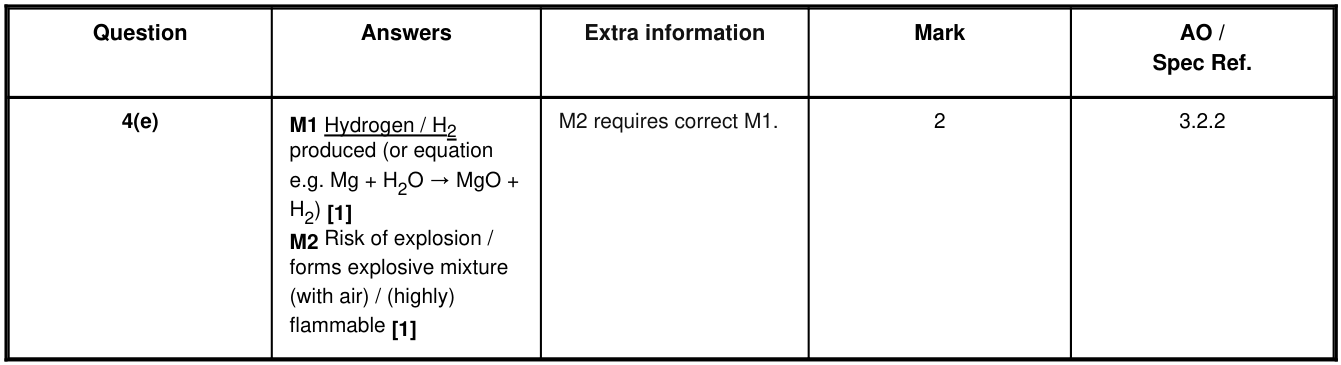 Question Answers Extra information Mark AO /
Spec Ref.
4(e) M1 Hydrogen / H2 M2 requires correct M1. 2 3.2.2
produced (or equation
e.g. Mg + H2O → MgO +
H2) [1]
M2 Risk of explosion /
forms explosive mixture
(with air) / (highly)
flammable [1]